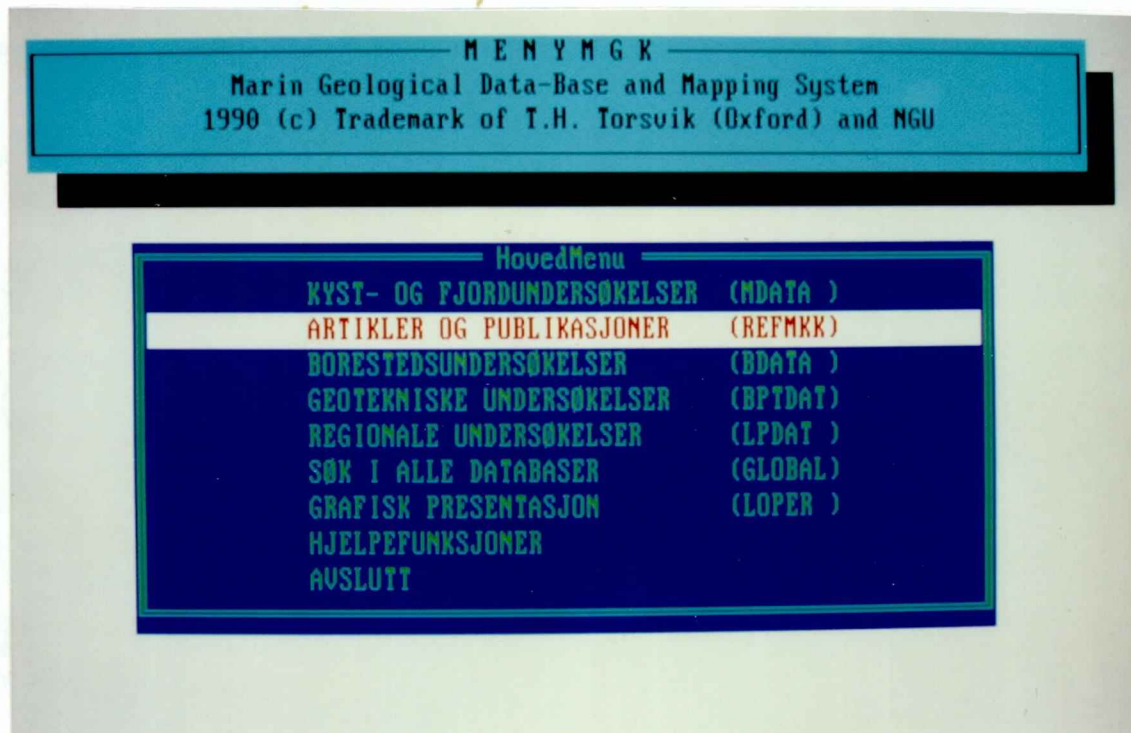 M E N Y M G K
Marin Geological Data-Base and Mapping System
1990 (c) Trademark of T.H. Torsvik (Oxford) and NGU
HovedMenu
KYST- OG FJORDUNDERSØKELSER (MDATA )
ARTIKLER OG PUBLIKASJONER (REFMKK)
BORESTEDSUNDERSØKELSER (BDATA )
GEOTEKNISKE UNDERSØKELSER (BPTDAT)
REGIONALE UNDERSØKELSER (LPDAT )
SØK I ALLE DATABASER (GLOBAL)
GRAFISK PRESENTASJON (LOPER )
HJELPEFUNKSJONER
AVSLUTT